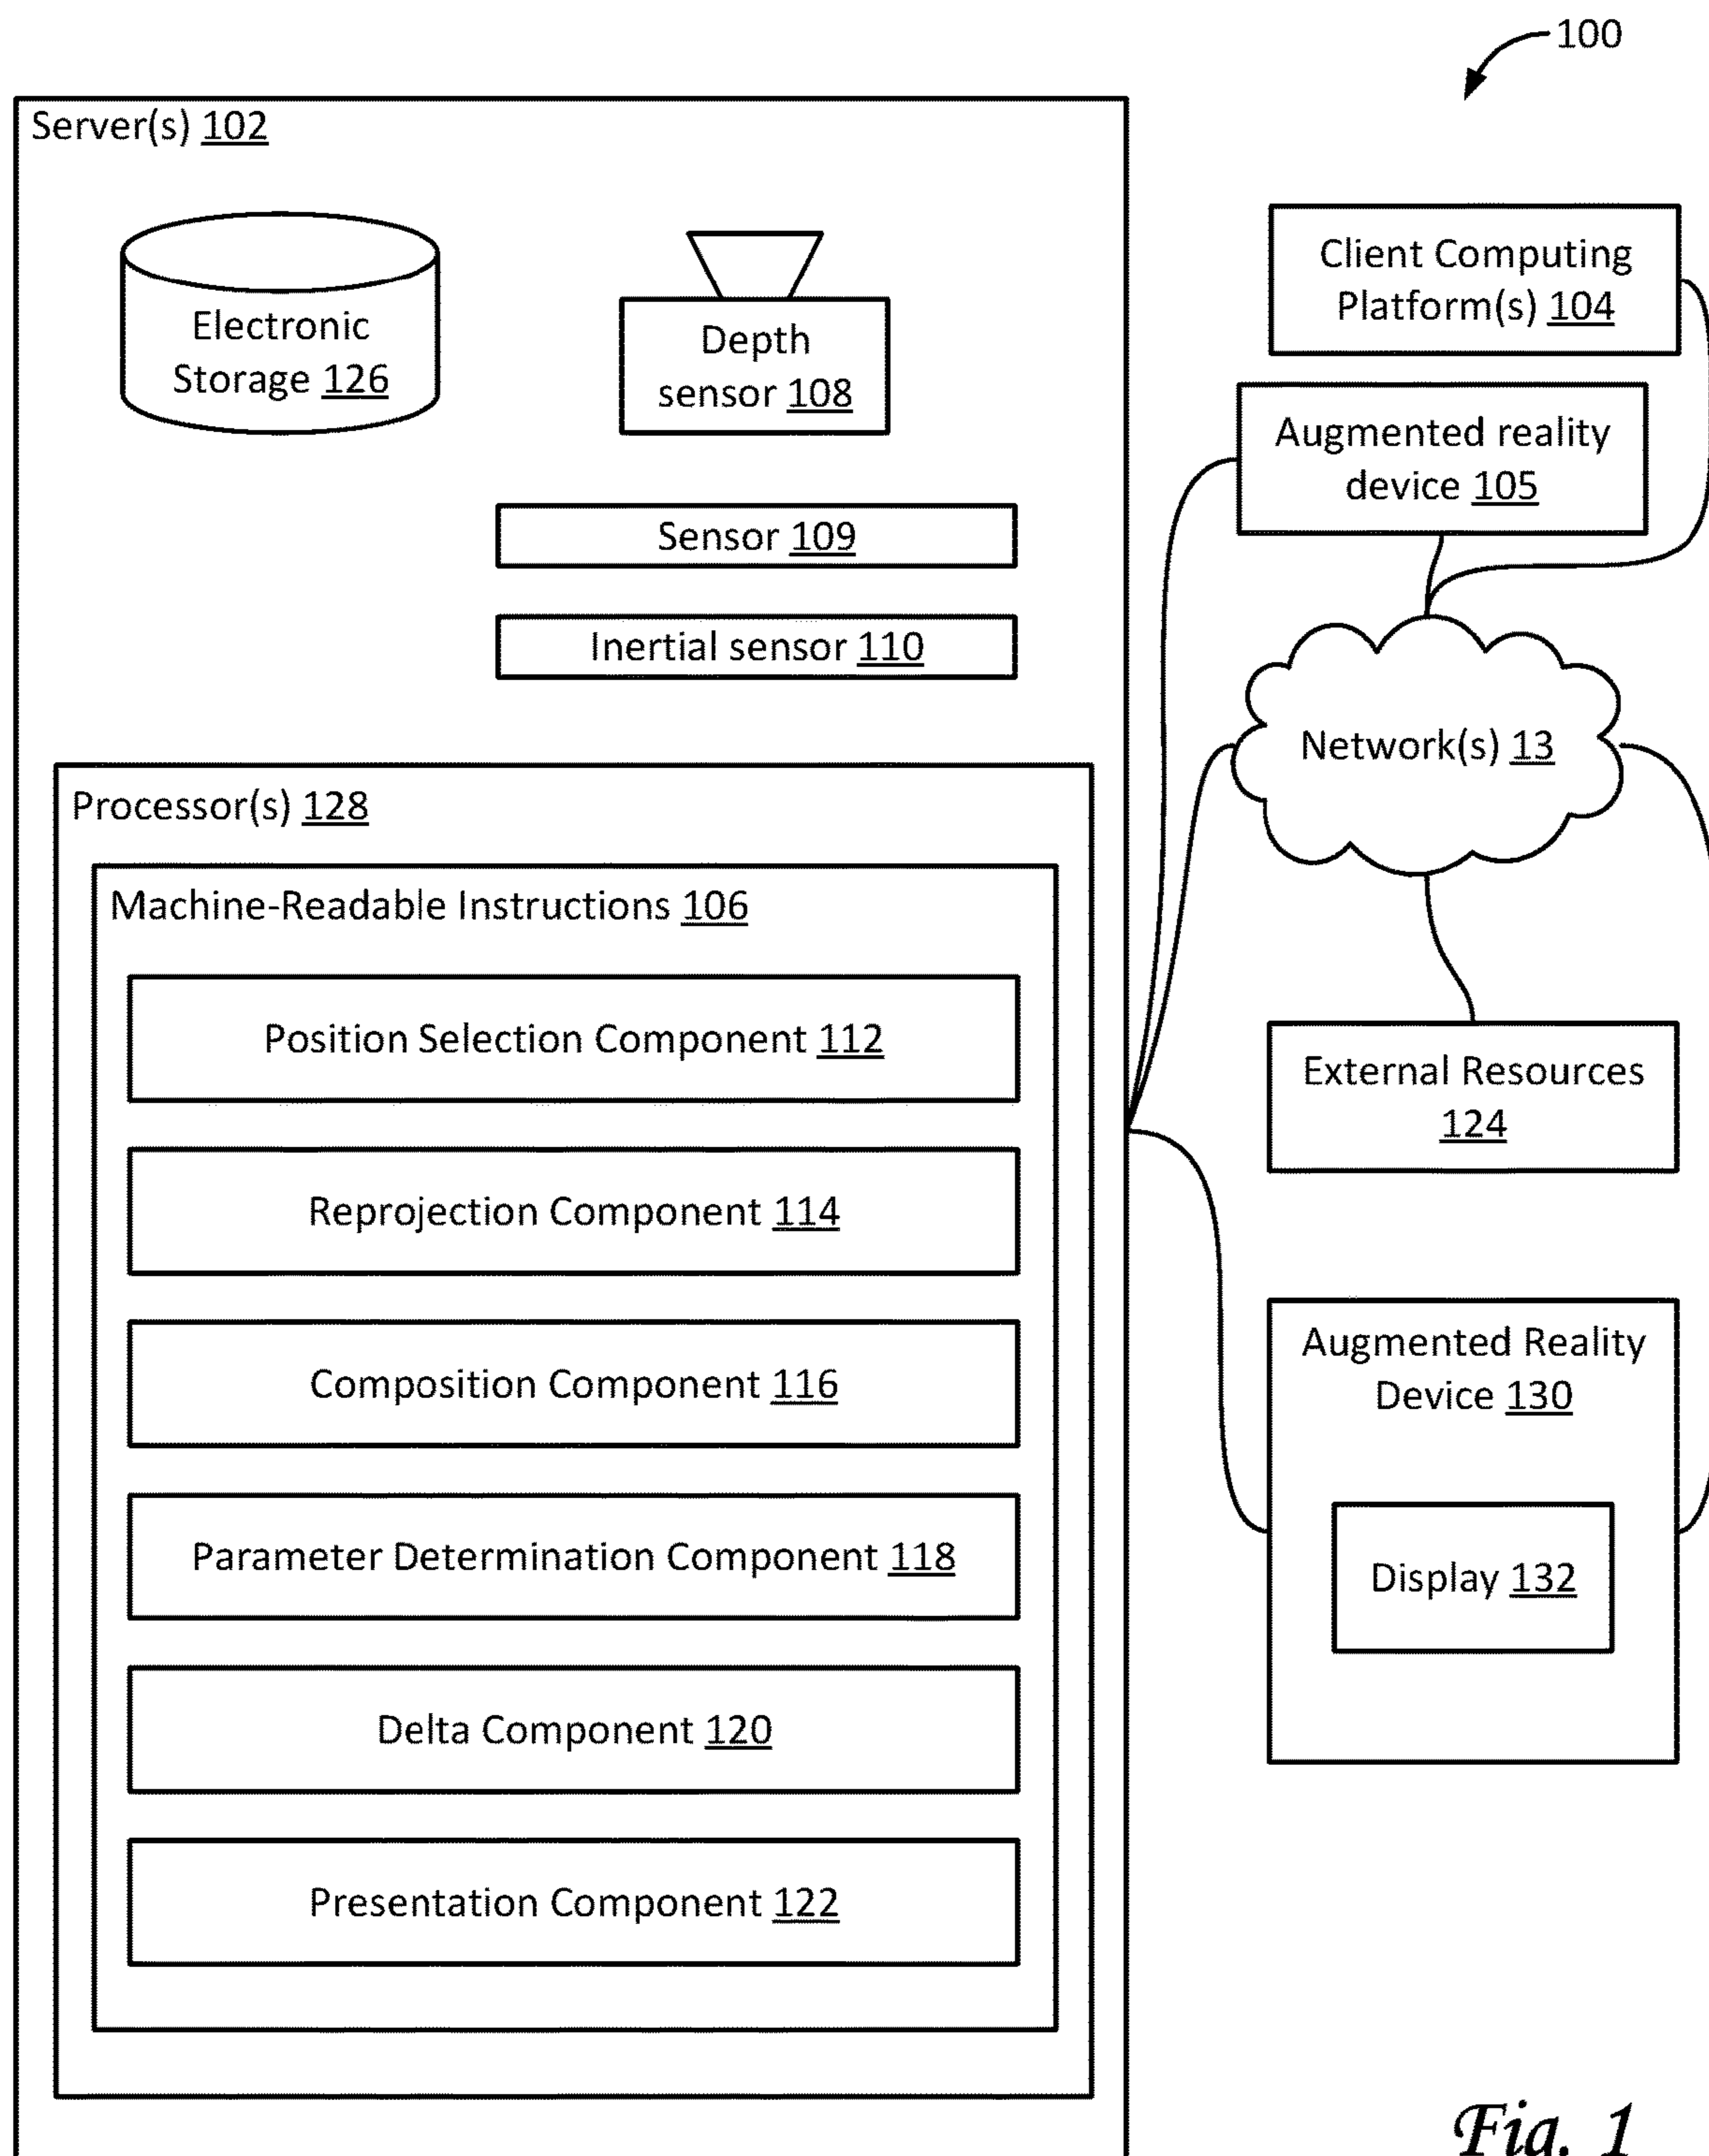 100
Server(s) 102
Electronic
Storage 126
Depth
sensor 108
Sensor 109
Inertial sensor 110
Processor(s) 128
Machine-Readable Instructions 106
Position Selection Component 112
Reprojection Component 114
Composition Component 116
Parameter Determination Component 118
Delta Component 120
Presentation Component 122
Client Computing
Platform(s) 104
Augmented reality
device 105
Network(s) 13
External Resources
124
Augmented Reality
Device 130
Display 132
Fig. 1